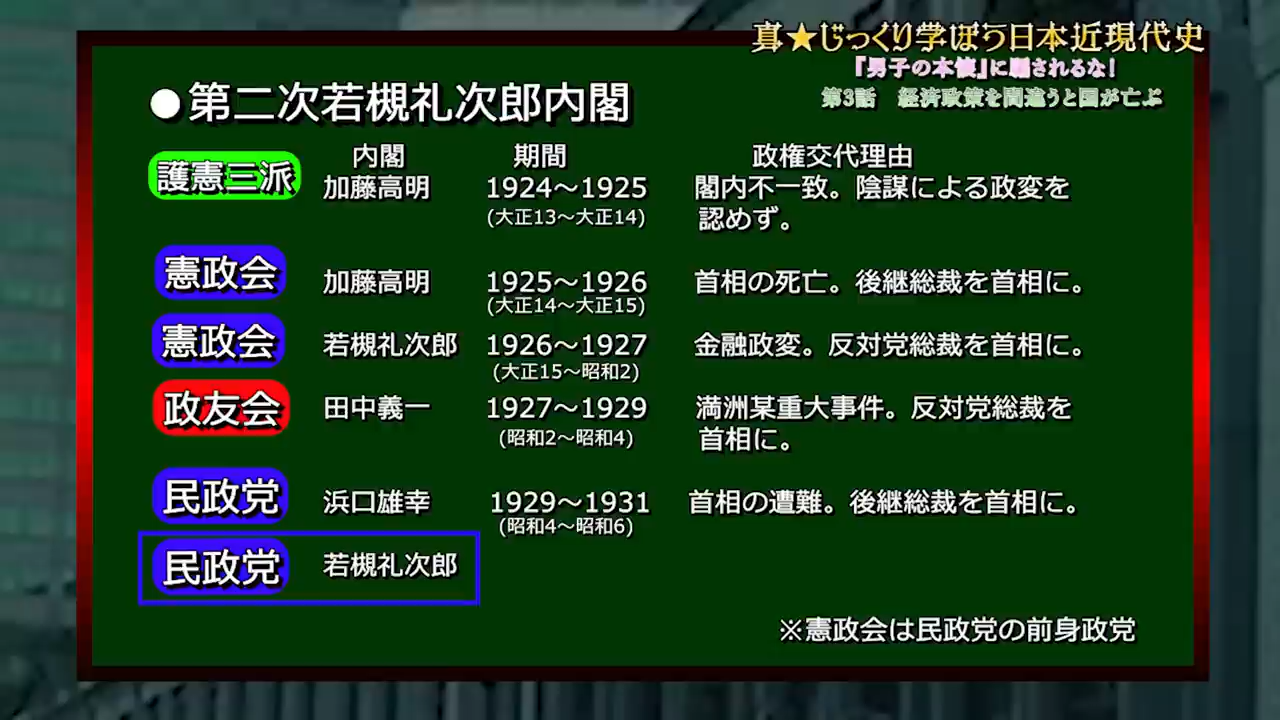 真★じっくり学ぼう日本近現代史
『男子の本懐』に騙されるな！
第3話　経済政策を間違うと国が亡ぶ
●第二次若槻礼次郎内閣
内閣　期間　政権交代理由
護憲三派　加藤高明　1924～1925　閣内不一致。陰謀による政変を
(大正13～大正14)　認めず。
憲政会　加藤高明　1925～1926　首相の死亡。後継総裁を首相に。
(大正14～大正15)
憲政会　若槻礼次郎　1926～1927　金融政変。反対党総裁を首相に。
(大正15～昭和2)
政友会　田中義一　1927～1929　満洲某重大事件。反対党総裁を
(昭和2～昭和4)　首相に。
民政党　浜口雄幸　1929～1931　首相の遭難。後継総裁を首相に。
(昭和4～昭和6)
民政党　若槻礼次郎
※憲政会は民政党の前身政党